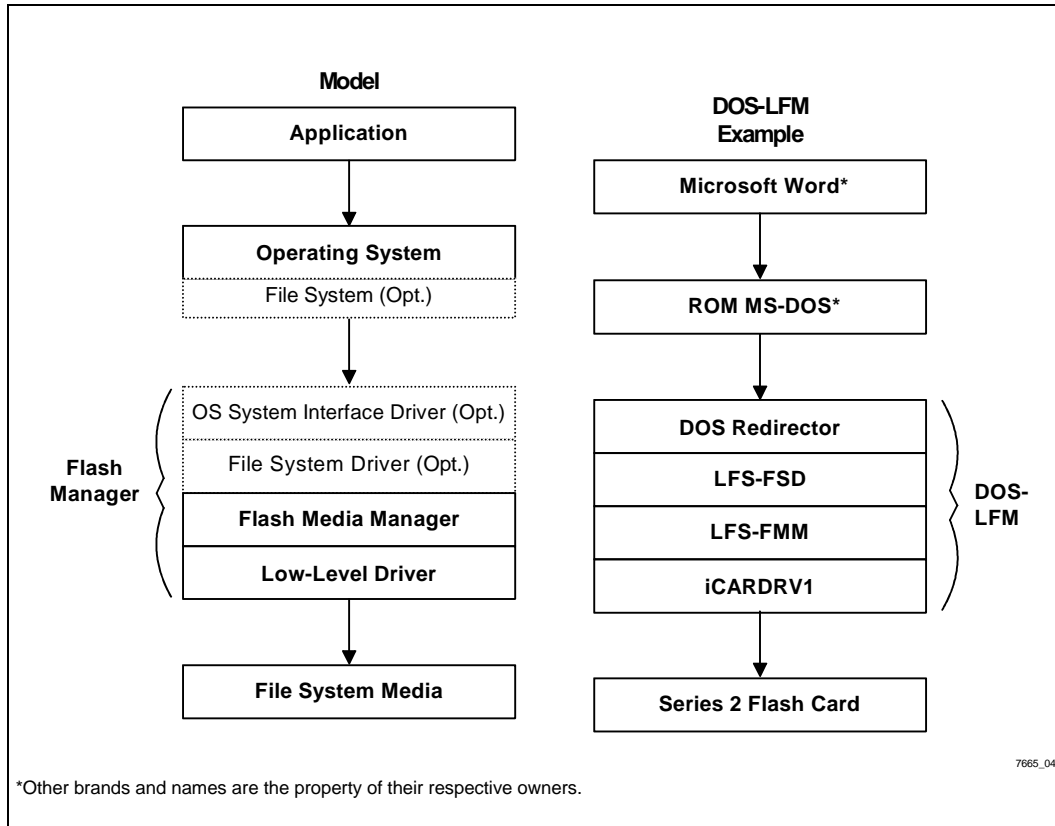 Model
Application
Operating System
File System (Opt.)
OS System Interface Driver (Opt.)
File System Driver (Opt.)
Flash Media Manager
Low-Level Driver
Flash
Manager
File System Media
DOS-LFM
Example
Microsoft Word*
ROM MS-DOS*
DOS Redirector
LFS-FSD
LFS-FMM
iCARDRV1
DOS-
LFM
Series 2 Flash Card
7665_04
*Other brands and names are the property of their respective owners.